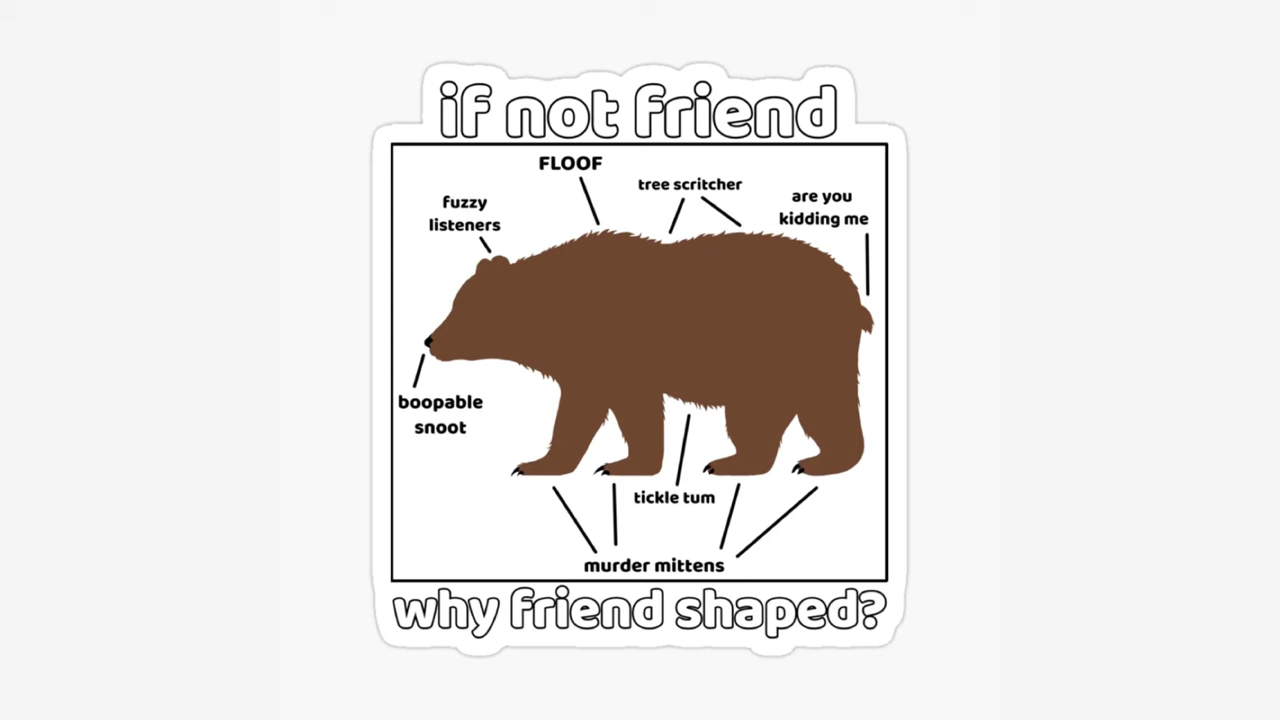 if not friend
FLOOF
tree scritcher
are you
kidding me
fuzzy
listeners
boopable
snoot
tickle tum
murder mittens
why friend shaped?